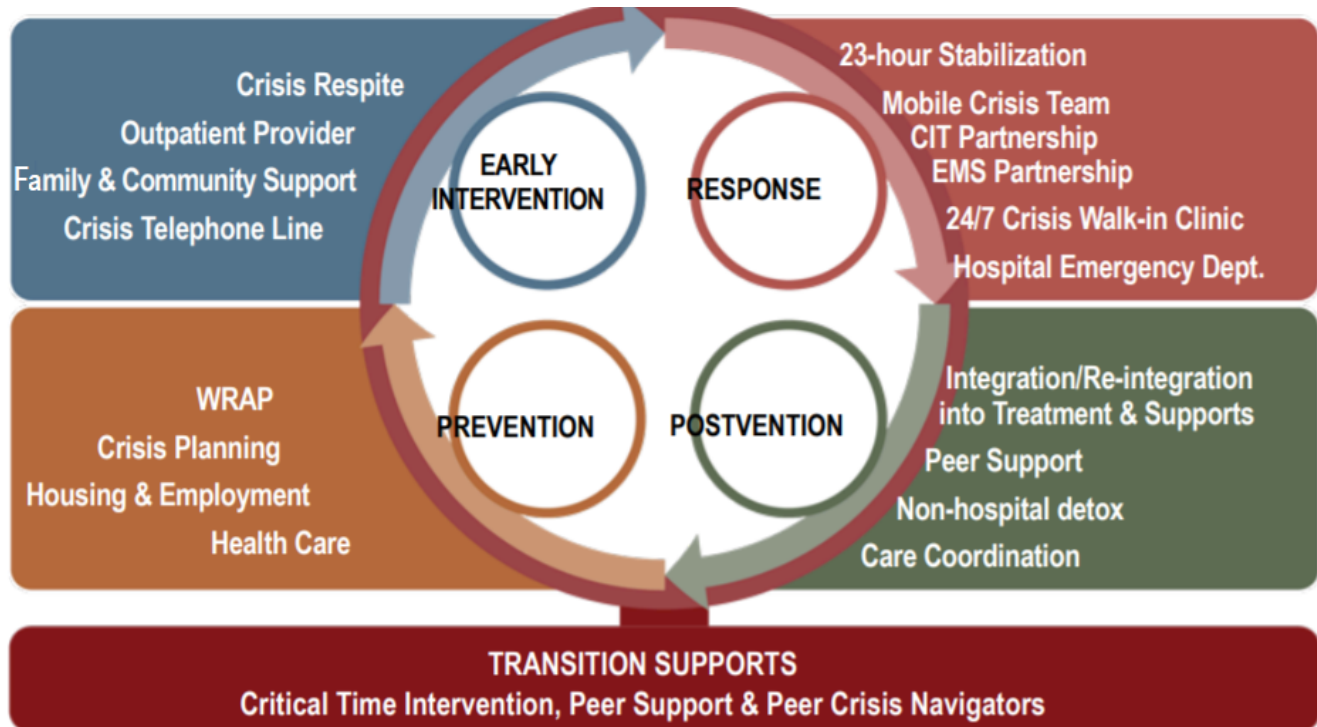 Crisis Respite
Outpatient Provider
Family & Community Support
Crisis Telephone Line
EARLY
INTERVENTION
RESPONSE
23-hour Stabilization
Mobile Crisis Team
CIT Partnership
EMS Partnership
24/7 Crisis Walk-in Clinic
Hospital Emergency Dept.
WRAP
Crisis Planning
Housing & Employment
Health Care
PREVENTION
POSTVENTION
Integration/Re-integration
into Treatment & Supports
Peer Support
Non-hospital detox
Care Coordination
TRANSITION SUPPORTS
Critical Time Intervention, Peer Support & Peer Crisis Navigators